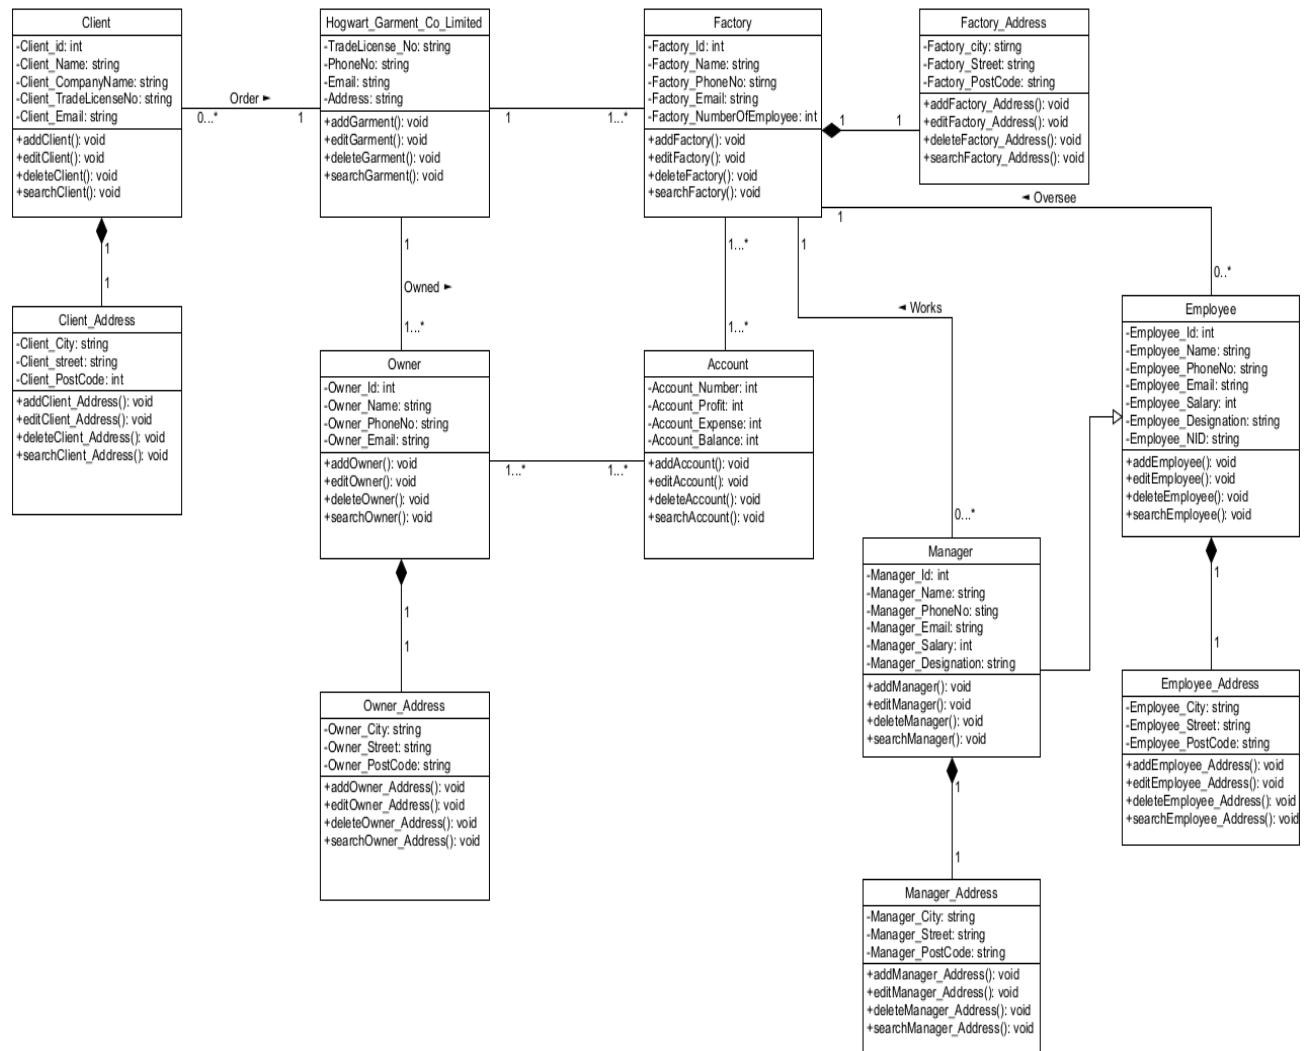 Client
-Client_id: int
-Client_Name: string
-Client_CompanyName: string
-Client_TradeLicenseNo: string
-Client_Email: string
+addClient(): void
+editClient(): void
+deleteClient(): void
+searchClient(): void
Order ►
0...*
1
Hogwart_Garment_Co_Limited
-TradeLicense_No: string
-PhoneNo: string
-Email: string
-Address: string
+addGarment(): void
+editGarment(): void
+deleteGarment(): void
+searchGarment(): void
1
1...*
Factory
-Factory_Id: int
-Factory_Name: string
-Factory_PhoneNo: stirng
-Factory_Email: string
-Factory_NumberOfEmployee: int
+addFactory(): void
+editFactory(): void
+deleteFactory(): void
+searchFactory(): void
1
1
Factory_Address
-Factory_city: stirng
-Factory_Street: string
-Factory_PostCode: string
+addFactory_Address(): void
+editFactory_Address(): void
+deleteFactory_Address(): void
+searchFactory_Address(): void
◄ Oversee
1
0..*
1
1
1
Owned ►
1...*
1...*
1...*
1
◄ Works
0...*
Client_Address
-Client_City: string
-Client_street: string
-Client_PostCode: int
+addClient_Address(): void
+editClient_Address(): void
+deleteClient_Address(): void
+searchClient_Address(): void
Owner
-Owner_Id: int
-Owner_Name: string
-Owner_PhoneNo: string
-Owner_Email: string
+addOwner(): void
+editOwner(): void
+deleteOwner(): void
+searchOwner(): void
1...*
1...*
Account
-Account_Number: int
-Account_Profit: int
-Account_Expense: int
-Account_Balance: int
+addAccount(): void
+editAccount(): void
+deleteAccount(): void
+searchAccount(): void
Employee
-Employee_Id: int
-Employee_Name: string
-Employee_PhoneNo: string
-Employee_Email: string
-Employee_Salary: int
-Employee_Designation: string
-Employee_NID: string
+addEmployee(): void
+editEmployee(): void
+deleteEmployee(): void
+searchEmployee(): void
1
1
1
1
Manager
-Manager_Id: int
-Manager_Name: string
-Manager_PhoneNo: sting
-Manager_Email: string
-Manager_Salary: int
-Manager_Designation: string
+addManager(): void
+editManager(): void
+deleteManager(): void
+searchManager(): void
1
1
Owner_Address
-Owner_City: string
-Owner_Street: string
-Owner_PostCode: string
+addOwner_Address(): void
+editOwner_Address(): void
+deleteOwner_Address(): void
+searchOwner_Address(): void
Employee_Address
-Employee_City: string
-Employee_Street: string
-Employee_PostCode: string
+addEmployee_Address(): void
+editEmployee_Address(): void
+deleteEmployee_Address(): void
+searchEmployee_Address(): void
Manager_Address
-Manager_City: string
-Manager_Street: string
-Manager_PostCode: string
+addManager_Address(): void
+editManager_Address(): void
+deleteManager_Address(): void
+searchManager_Address(): void